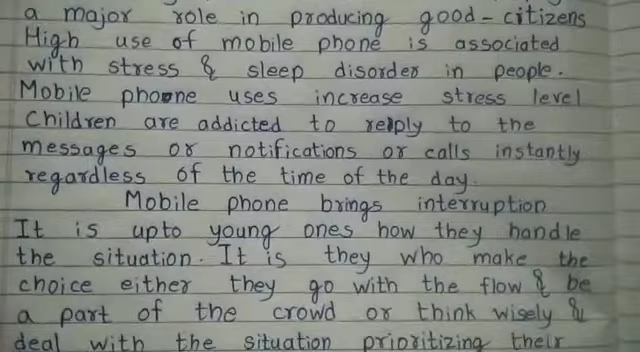 a major role in producing good-citizens
High use of mobile phone is associated
with stress & sleep disorder in people.
Mobile phone uses increase stress level
Children are addicted to reply to the
messages or notifications or calls instantly
regardless of the time of the day.
Mobile phone brings interruption
It is upto young ones how they handle
the situation. It is they who make the
choice either they go with the flow & be
a part of the crowd or think wisely &
deal with the situation prioritizing their